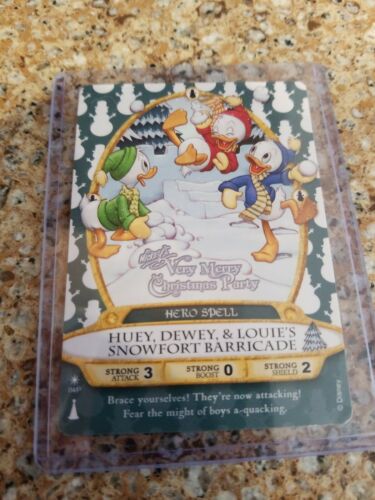 Mickey's
Very Merry
Christmas Party
HERO SPELL
HUEY, DEWEY, & LOUIE'S
SNOWFORT BARRICADE
STRONG ATTACK 3 STRONG BOOST 0 STRONG SHIELD 2
Brace yourselves! They're now attacking!
Fear the might of boys a-quacking.
© Disney